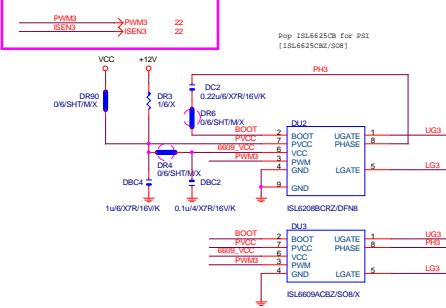 PWM3 PWM3 22
ISEN3 ISEN3 22
Pop ISL6625CB for PSI
[ISL6625CBZ/SO8]
VCC +12V PH3
DC2
0.22u/6/X7R/16V/K
DR90
0/6/SHT/M/X
DR3
1/6/X
DR6
0/6/SHT/M/X
DU2
BOOT 2 BOOT UGATE 1 UG3
PVCC 7 PVCC PHASE 8
6609_VCC 6 VCC
PWM3 3 PWM
4 GND LGATE 5 LG3
9 GND
ISL6208BCRZ/DFN8
DR4
0/6/SHT/M/X
DBC4 DBC2
1u/6/X7R/16V/K 0.1u/4/X7R/16V/K
DU3
BOOT 2 BOOT UGATE 1 UG3
PVCC 7 PVCC PHASE 8 PH3
6609_VCC 6 VCC
PWM3 3 PWM
4 GND LGATE 5 LG3
ISL6609ACBZ/SO8/X